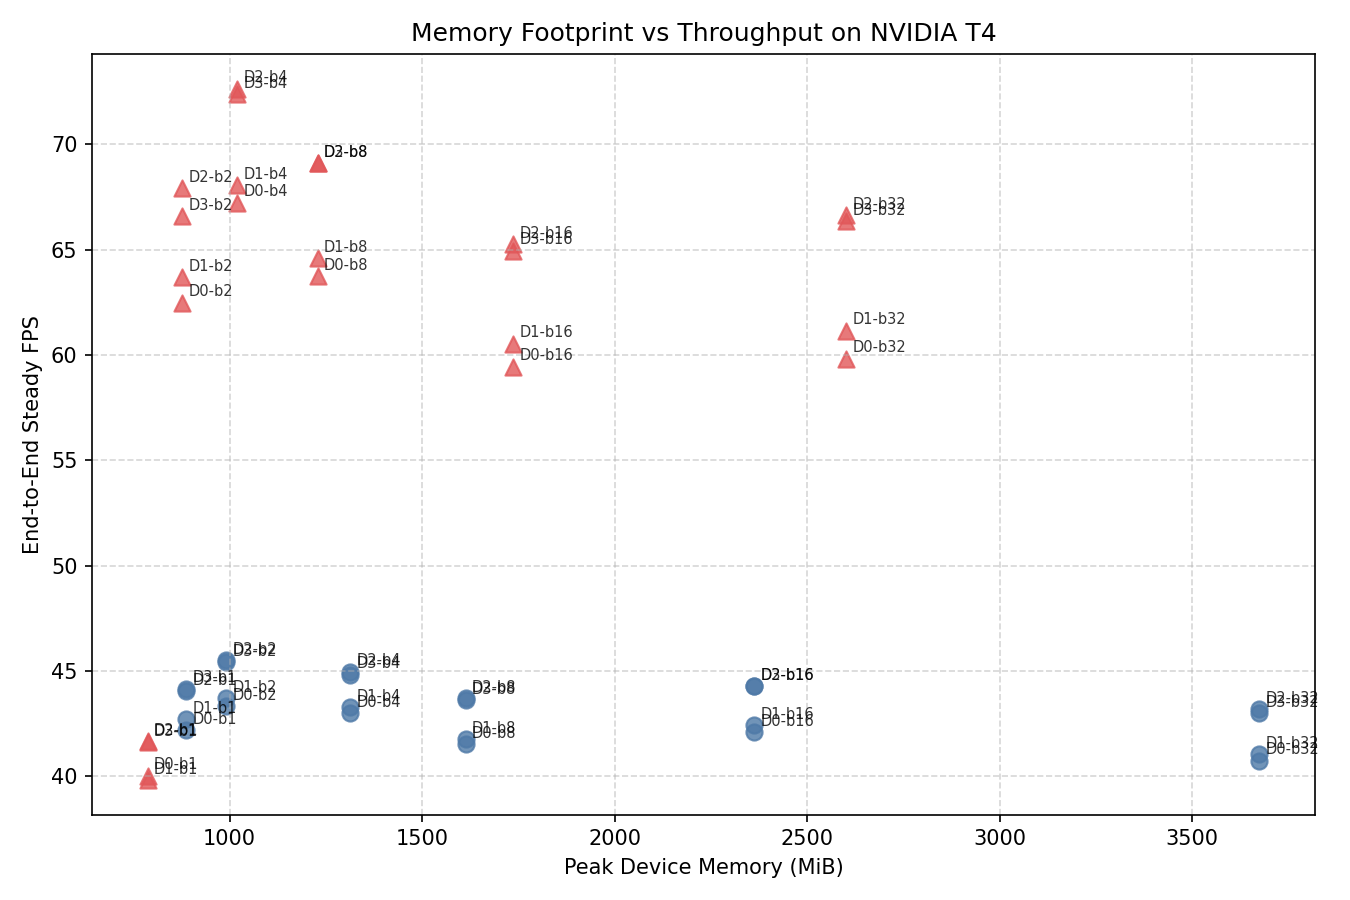 Memory Footprint vs Throughput on NVIDIA T4
D2-b4
D3-b4
D2-b8
D1-b4
D2-b2
D0-b4
D3-b2
D2-b32
D3-b32
D2-b16
D3-b16
D1-b8
D0-b8
D1-b2
D0-b2
D1-b32
D1-b16
D0-b32
D0-b16
D2-b2
D3-b2
D2-b4
D3-b4
D3-b1
D2-b1
D1-b2
D0-b2
D2-b8
D3-b8
D2-b16
D2-b32
D3-b32
D1-b1
D0-b1
D1-b4
D0-b4
D1-b8
D0-b8
D1-b16
D0-b16
D1-b32
D0-b32
D2-b1
D0-b1
D1-b1
70
65
60
55
50
45
40
End-to-End Steady FPS
1000 1500 2000 2500 3000 3500
Peak Device Memory (MiB)